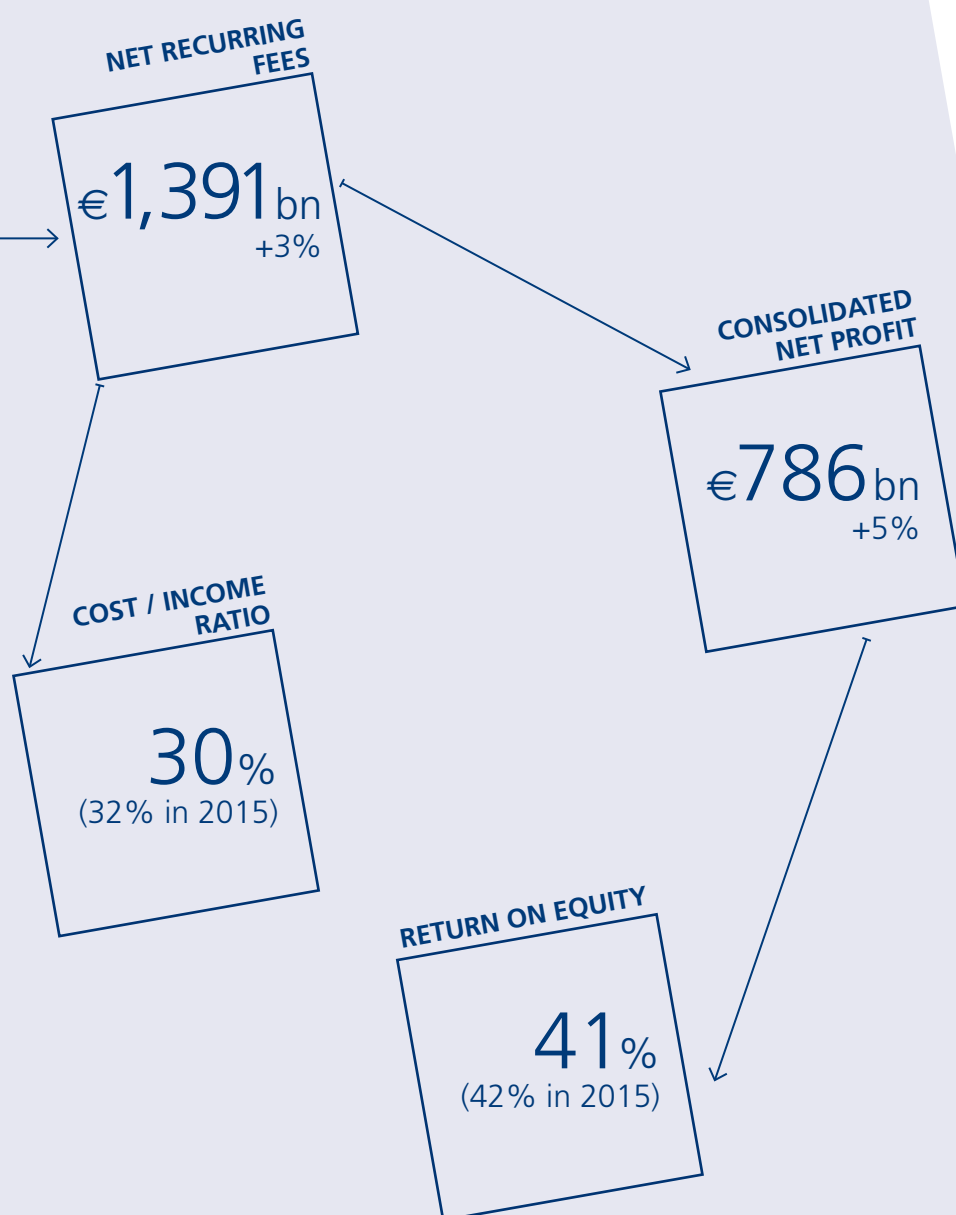 NET RECURRING
FEES
€1,391bn
+3%
CONSOLIDATED
NET PROFIT
€786bn
+5%
COST / INCOME
RATIO
30%
(32% in 2015)
RETURN ON EQUITY
41%
(42% in 2015)